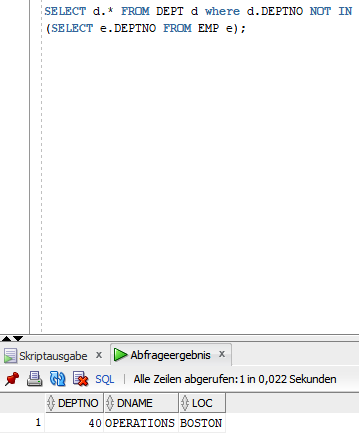 SELECT d.* FROM DEPT d where d.DEPTNO NOT IN
(SELECT e.DEPTNO FROM EMP e);
Skriptausgabe x Abfrageergebnis x
SQL | Alle Zeilen abgerufen: 1 in 0,022 Sekunden
DEPTNO DNAME LOC
1 40 OPERATIONS BOSTON